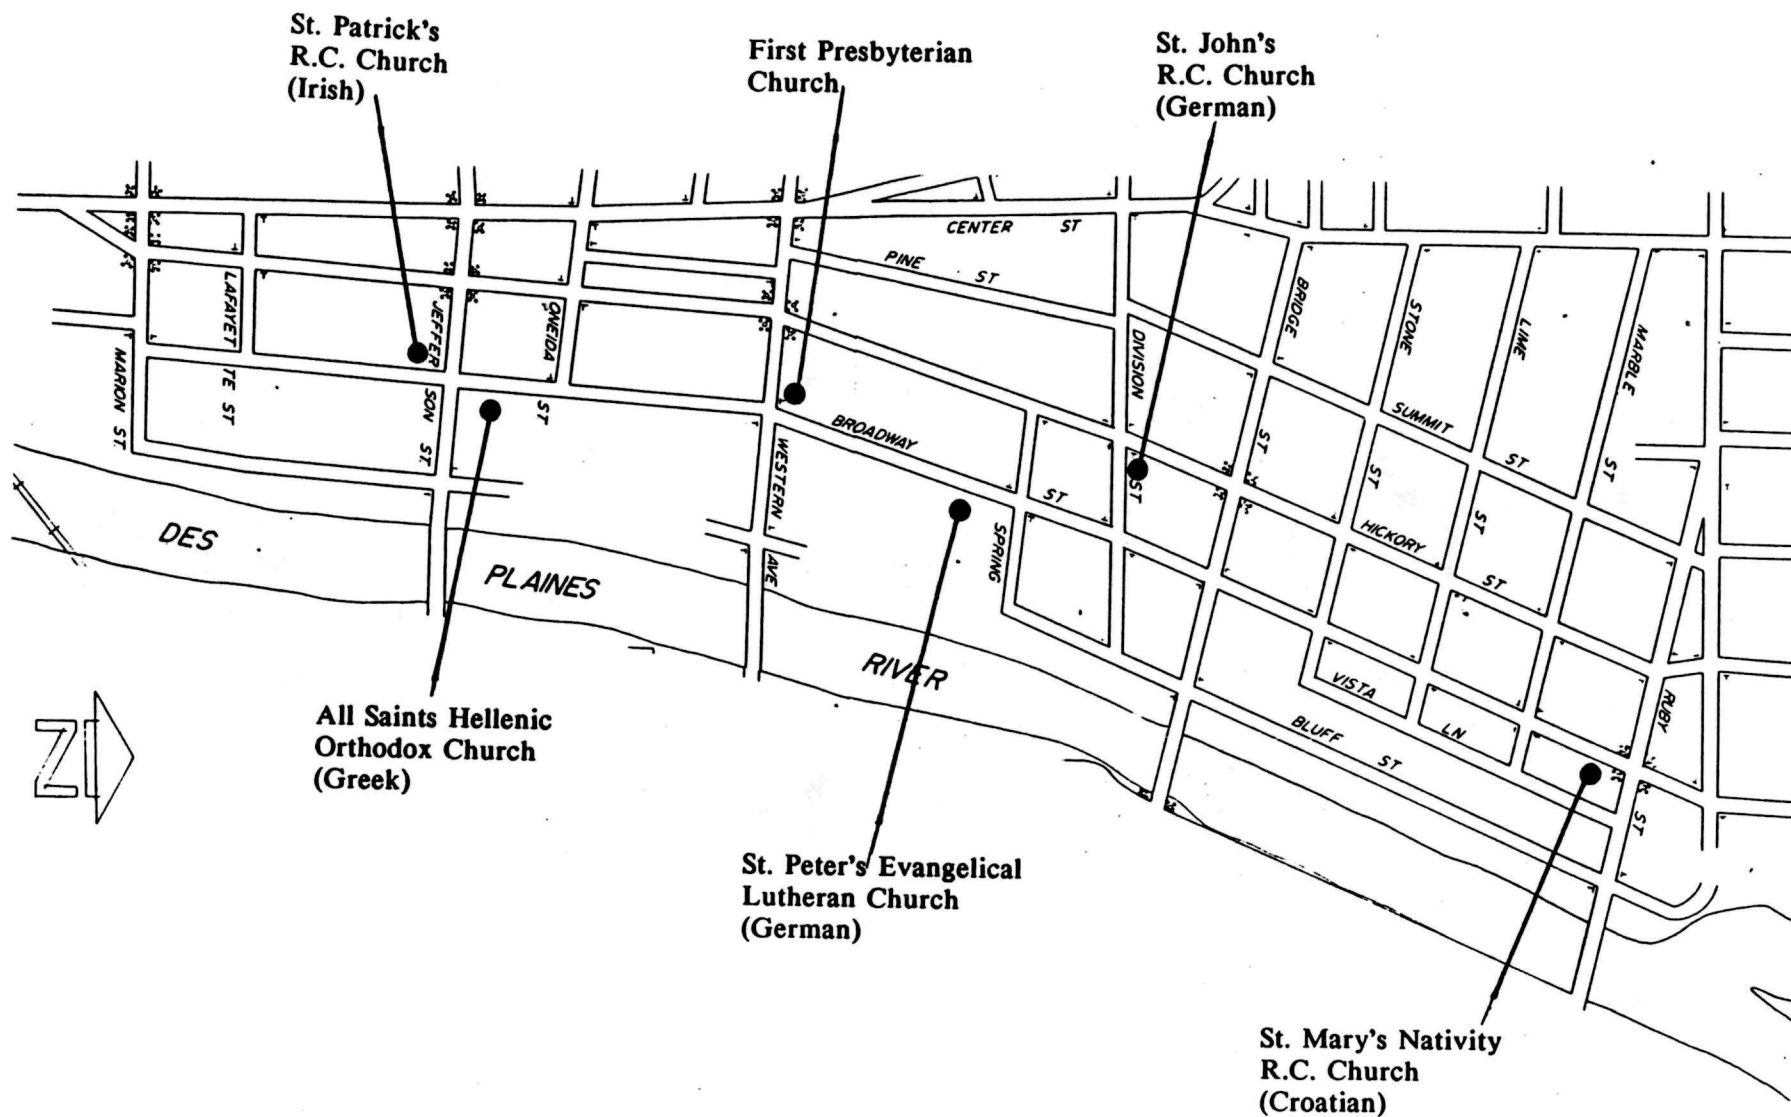 St. Patrick's
R.C. Church
(Irish)
First Presbyterian
Church
St. John's
R.C. Church
(German)
CENTER ST
PINE ST
LAFAYET TE ST
JEFFER SON ST
ONEIDA ST
MARION ST.
WESTERN AVE
BROADWAY ST
SPRING
DIVISION ST
BRIDGE ST
STONE ST
LIME ST
MARBLE ST
SUMMIT ST
HICKORY ST
VISTA LN
BLUFF ST
RUBY ST
DES PLAINES RIVER
N
All Saints Hellenic
Orthodox Church
(Greek)
St. Peter's Evangelical
Lutheran Church
(German)
St. Mary's Nativity
R.C. Church
(Croatian)